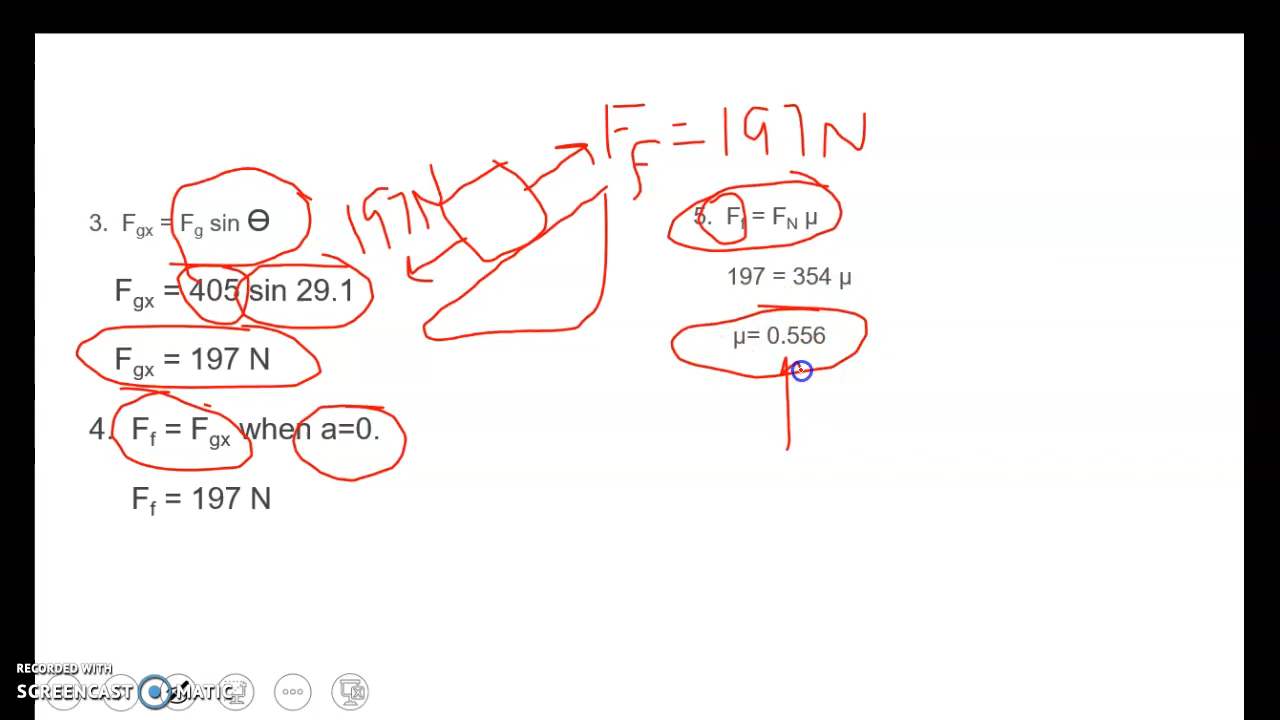 3. Fgx = Fg sin Ө
Fgx = 405 sin 29.1
Fgx = 197 N
4. Ff = Fgx when a=0.
Ff = 197 N
197N
FF = 197 N
5. Ff = FN µ
197 = 354 µ
µ= 0.556
RECORDED WITH
SCREENCAST MATIC